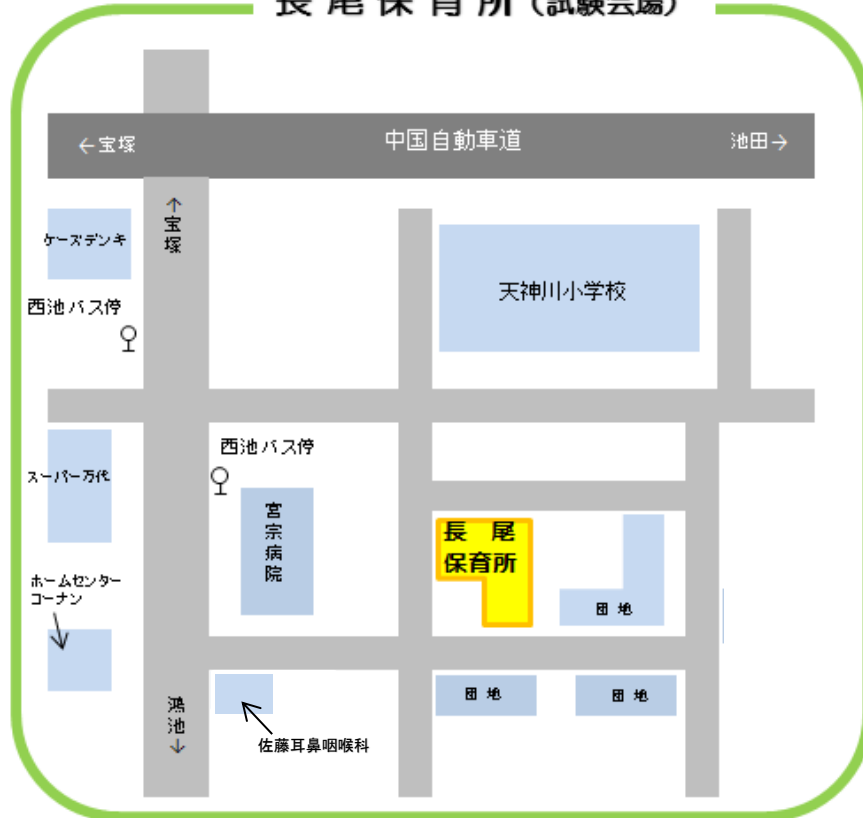 長尾保育所（試験会場）
←宝塚
中国自動車道
池田→
↑宝塚
ケーズデンキ
天神川小学校
西池バス停
西池バス停
スーパー万代
宮宗病院
長尾
保育所
ホームセンター
コーナン
団地
団地
団地
鴻池↓
佐藤耳鼻咽喉科